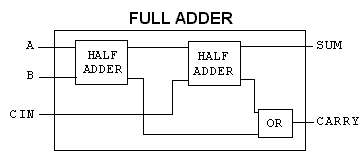 FULL ADDER
A
HALF
ADDER
HALF
ADDER
SUM
B
CIN
OR
CARRY